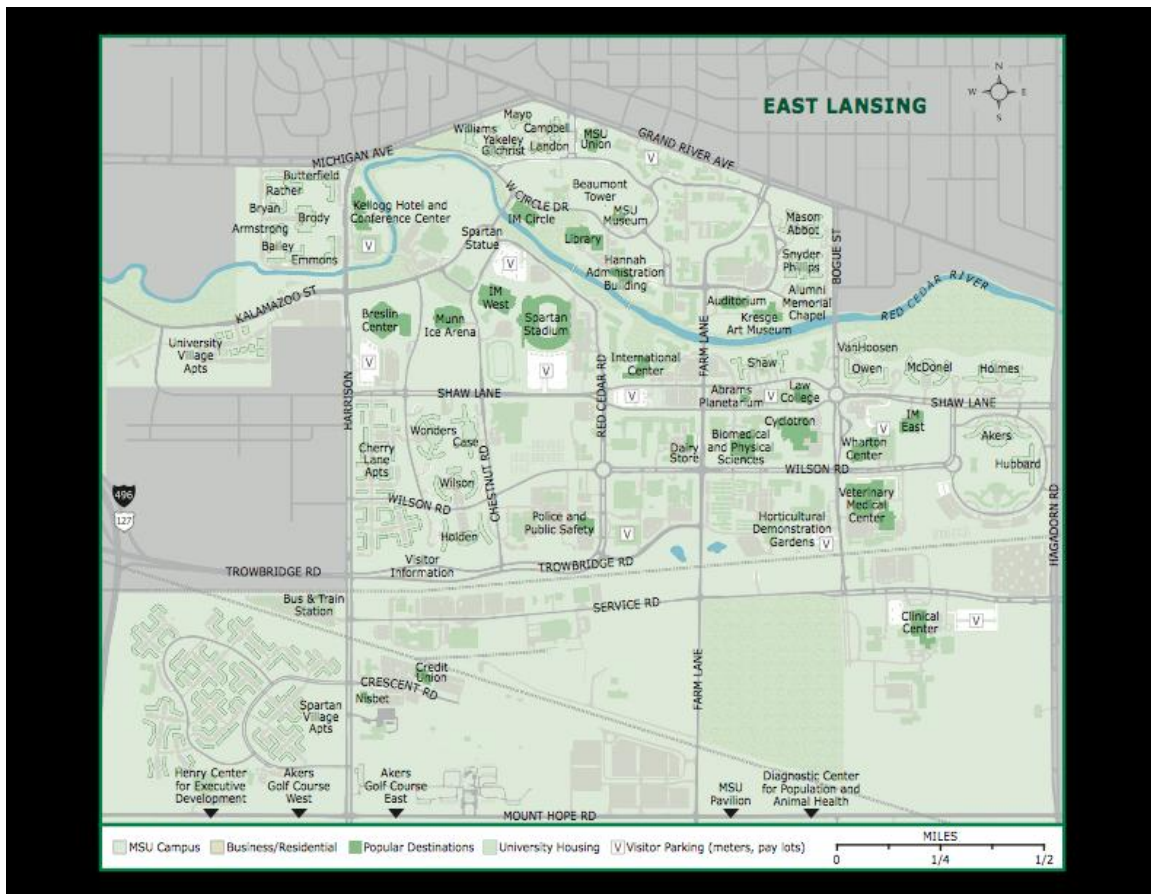 N
W E
S
EAST LANSING
Mayo
Williams
Campbell
Yakeley
Gilchrist
Landon
MSU
Union
GRAND RIVER AVE
V
MICHIGAN AVE
Butterfield
Rather
Bryan
Brody
Armstrong
Bailey
Emmons
Kellogg Hotel and
Conference Center
V
W CIRCLE DR
IM Circle
Beaumont
Tower
MSU
Museum
Library
Spartan
Statue
V
Hannah
Administration
Building
Mason
Abbot
Snyder
Phillips
BOGUE ST
Alumni
Memorial
Chapel
RED CEDAR RIVER
Auditorium
Kresge
Art Museum
KALAMAZOO ST
University
Village
Apts
Breslin
Center
Munn
Ice Arena
IM
West
Spartan
Stadium
V
V
International
Center
FARM LANE
RED CEDAR RD
V
Shaw
VanHoosen
Owen
McDonel
Holmes
Abrams
Planetarium
V
Law
College
SHAW LANE
SHAW LANE
HARRISON
Wonders
Case
Cherry
Lane
Apts
Wilson
CHESTNUT RD
WILSON RD
Holden
Dairy
Store
Biomedical
and Physical
Sciences
Cyclotron
Wharton
Center
V
IM
East
Akers
Hubbard
WILSON RD
Veterinary
Medical
Center
HAGADORN RD
Police and
Public Safety
V
Horticultural
Demonstration
Gardens
V
496
127
Visitor
Information
TROWBRIDGE RD
TROWBRIDGE RD
Bus & Train
Station
SERVICE RD
Clinical
Center
V
Credit
Union
CRESCENT RD
Nisbet
Spartan
Village
Apts
FARM LANE
Henry Center
for Executive
Development
Akers
Golf Course
West
Akers
Golf Course
East
MSU
Pavilion
Diagnostic Center
for Population and
Animal Health
MOUNT HOPE RD
MSU Campus Business/Residential Popular Destinations University Housing V Visitor Parking (meters, pay lots)
MILES
0 1/4 1/2